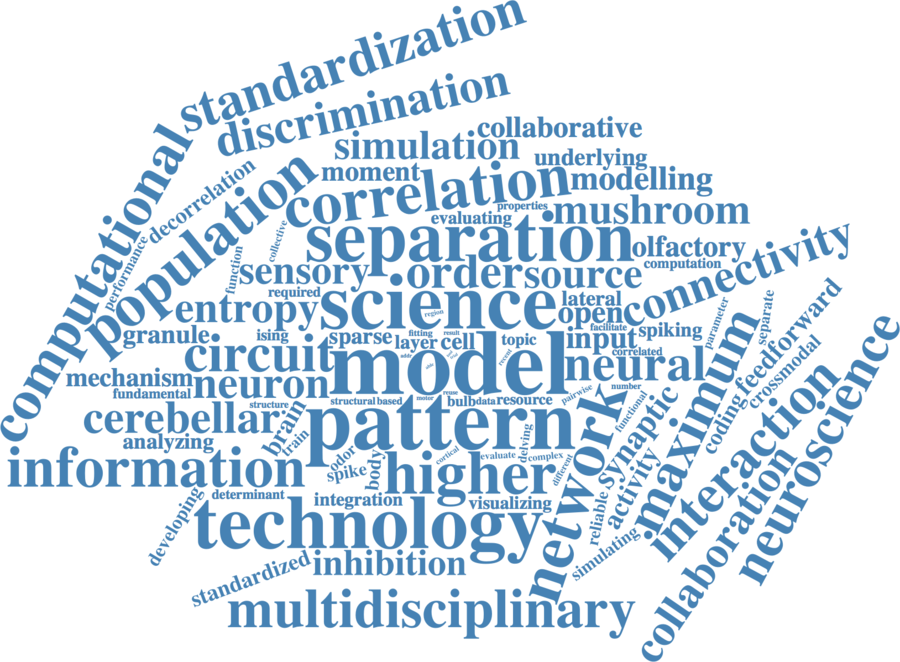 standardization
discrimination
computational
decorrelation
population
performance
simulation
collaborative
underlying
moment
modelling
correlation
properties
evaluating
mushroom
separation
olfactory
collective
function
sensory
order
source
computation
connectivity
required
entropy
science
lateral
open
region
facilitate
granule
ising
sparse
fitting
result
layer
cell
topic
input
spiking
parameter
separate
feedforward
circuit
model
correlated
neural
recent
mechanism
neuron
fundamental
structural
based
motor
reuse
bulb
data
resource
pairwise
number
functional
crossmodal
coding
structure
cerebellar
brain
train
pattern
analyzing
delving
network
synaptic
maximum
interaction
neuroscience
information
odor
spike
body
cortical
evaluate
complex
different
higher
activity
reliable
developing
determinant
integration
visualizing
technology
simulating
collaboration
standardized
inhibition
multidisciplinary